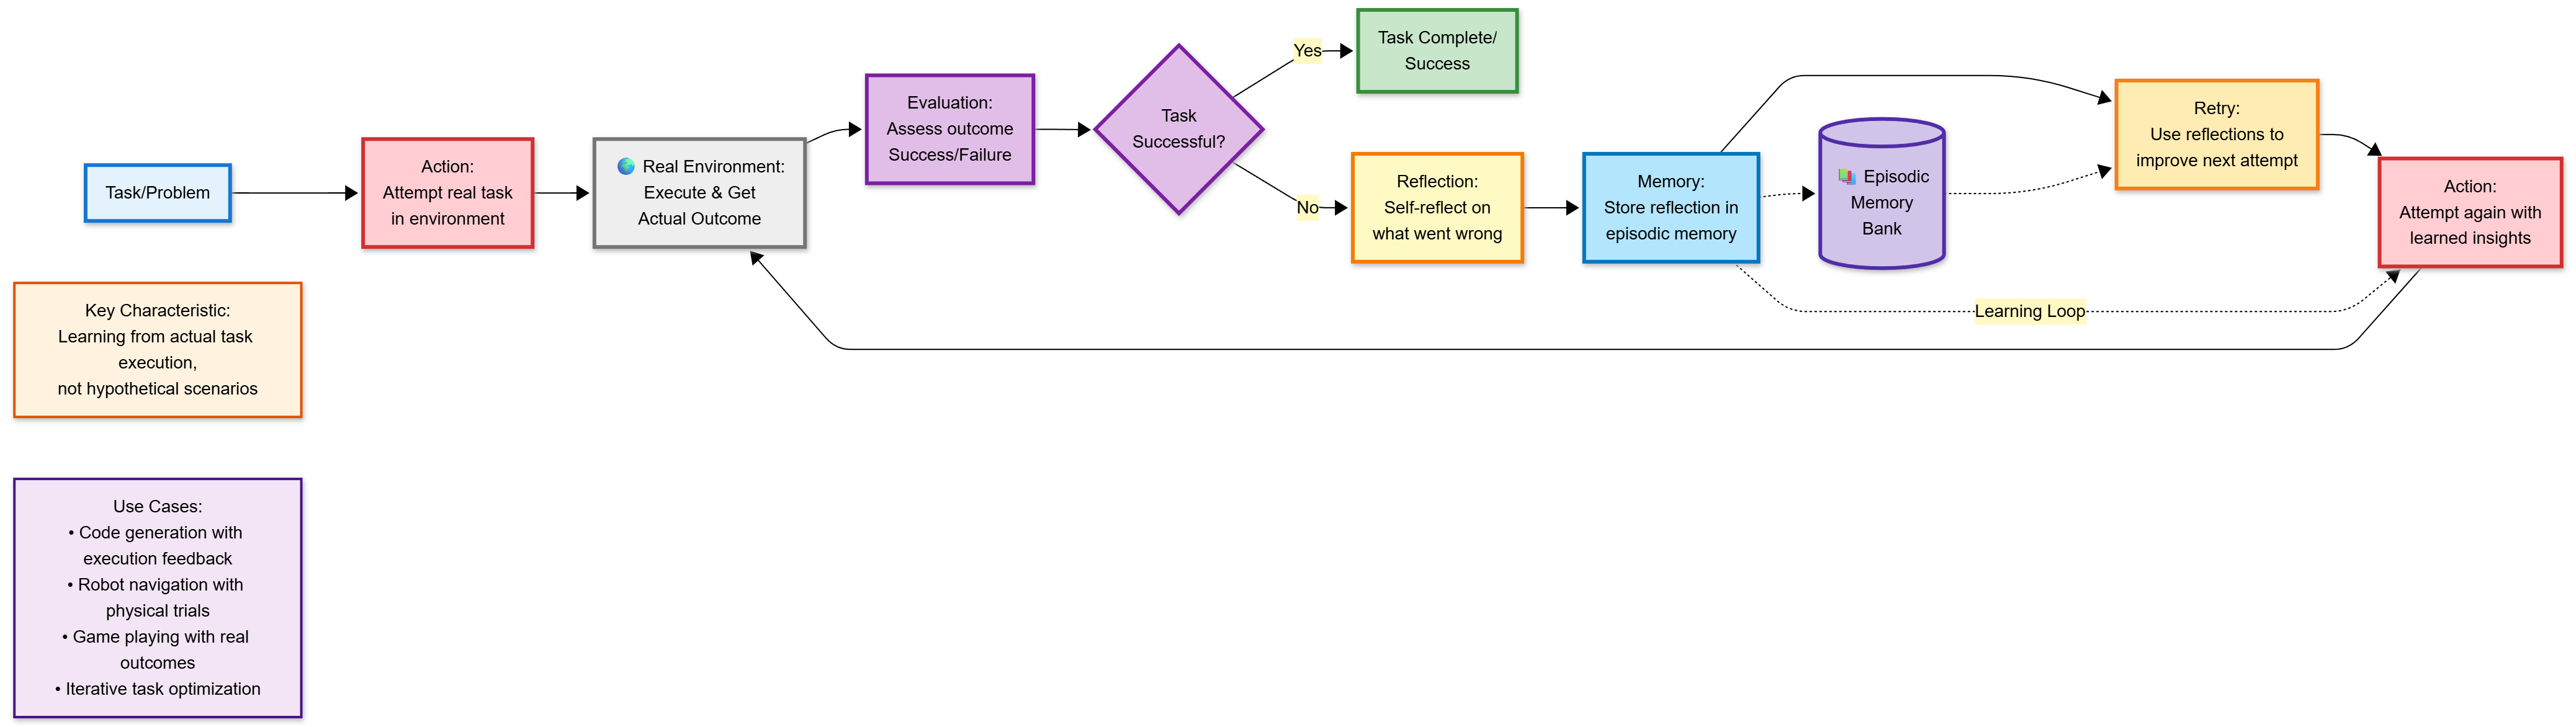 Task/Problem
Action:
Attempt real task
in environment
🌍 Real Environment:
Execute & Get
Actual Outcome
Evaluation:
Assess outcome
Success/Failure
Task
Successful?
Yes
Task Complete/
Success
No
Reflection:
Self-reflect on
what went wrong
Memory:
Store reflection in
episodic memory
📚 Episodic
Memory
Bank
Retry:
Use reflections to
improve next attempt
Action:
Attempt again with
learned insights
Learning Loop
Key Characteristic:
Learning from actual task
execution,
not hypothetical scenarios
Use Cases:
• Code generation with
execution feedback
• Robot navigation with
physical trials
• Game playing with real
outcomes
• Iterative task optimization